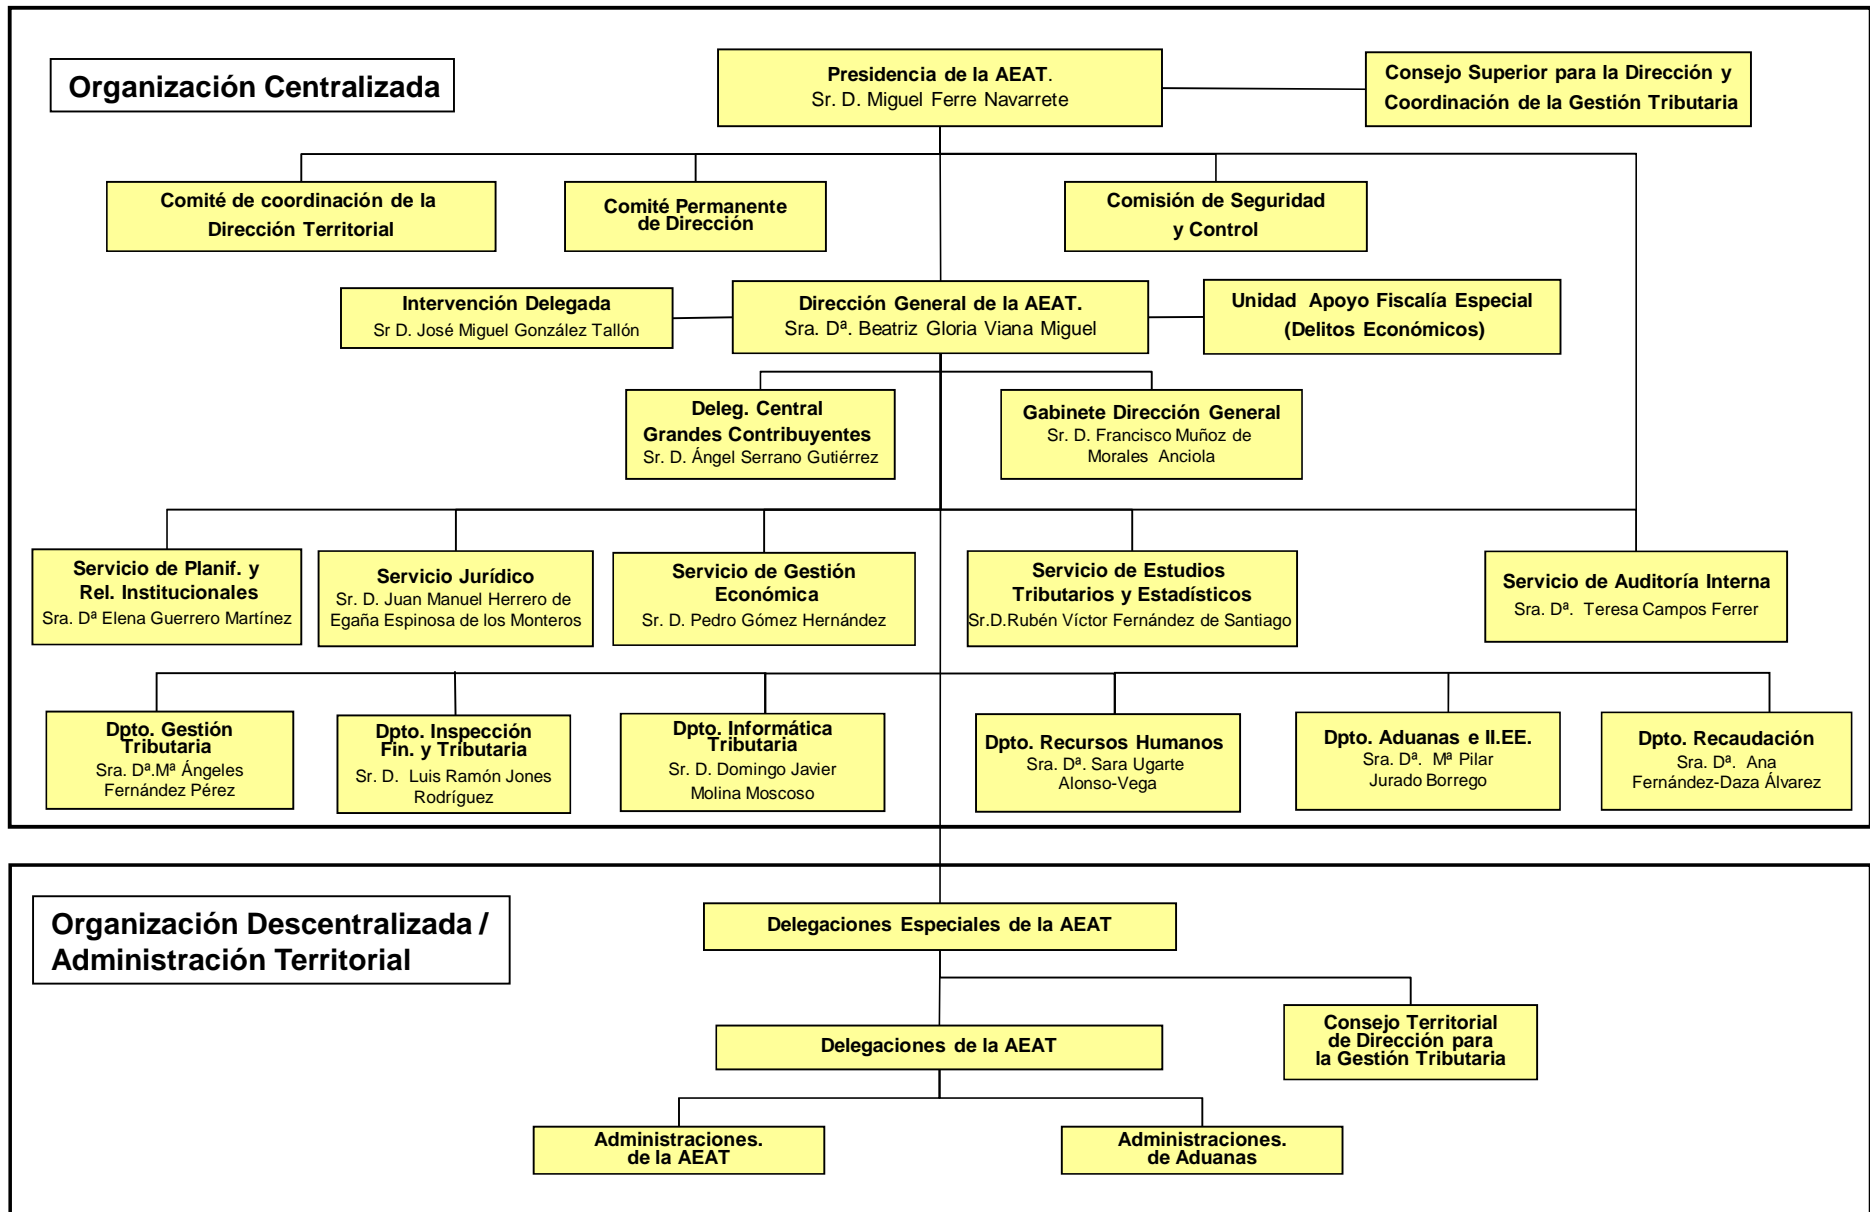 Organización Centralizada
Presidencia de la AEAT.
Sr. D. Miguel Ferre Navarrete
Consejo Superior para la Dirección y
Coordinación de la Gestión Tributaria
Comité de coordinación de la
Dirección Territorial
Comité Permanente
de Dirección
Comisión de Seguridad
y Control
Intervención Delegada
Sr D. José Miguel González Tallón
Dirección General de la AEAT.
Sra. Dª. Beatriz Gloria Viana Miguel
Unidad Apoyo Fiscalía Especial
(Delitos Económicos)
Deleg. Central
Grandes Contribuyentes
Sr. D. Ángel Serrano Gutiérrez
Gabinete Dirección General
Sr. D. Francisco Muñoz de
Morales Anciola
Servicio de Planif. y
Rel. Institucionales
Sra. Dª Elena Guerrero Martínez
Servicio Jurídico
Sr. D. Juan Manuel Herrero de
Egaña Espinosa de los Monteros
Servicio de Gestión
Económica
Sr. D. Pedro Gómez Hernández
Servicio de Estudios
Tributarios y Estadísticos
Sr.D.Rubén Víctor Fernández de Santiago
Servicio de Auditoría Interna
Sra. Dª. Teresa Campos Ferrer
Dpto. Gestión
Tributaria
Sra. Dª.Mª Ángeles
Fernández Pérez
Dpto. Inspección
Fin. y Tributaria
Sr. D. Luis Ramón Jones
Rodríguez
Dpto. Informática
Tributaria
Sr. D. Domingo Javier
Molina Moscoso
Dpto. Recursos Humanos
Sra. Dª. Sara Ugarte
Alonso-Vega
Dpto. Aduanas e II.EE.
Sra. Dª. Mª Pilar
Jurado Borrego
Dpto. Recaudación
Sra. Dª. Ana
Fernández-Daza Álvarez
Organización Descentralizada /
Administración Territorial
Delegaciones Especiales de la AEAT
Consejo Territorial
de Dirección para
la Gestión Tributaria
Delegaciones de la AEAT
Administraciones.
de la AEAT
Administraciones.
de Aduanas